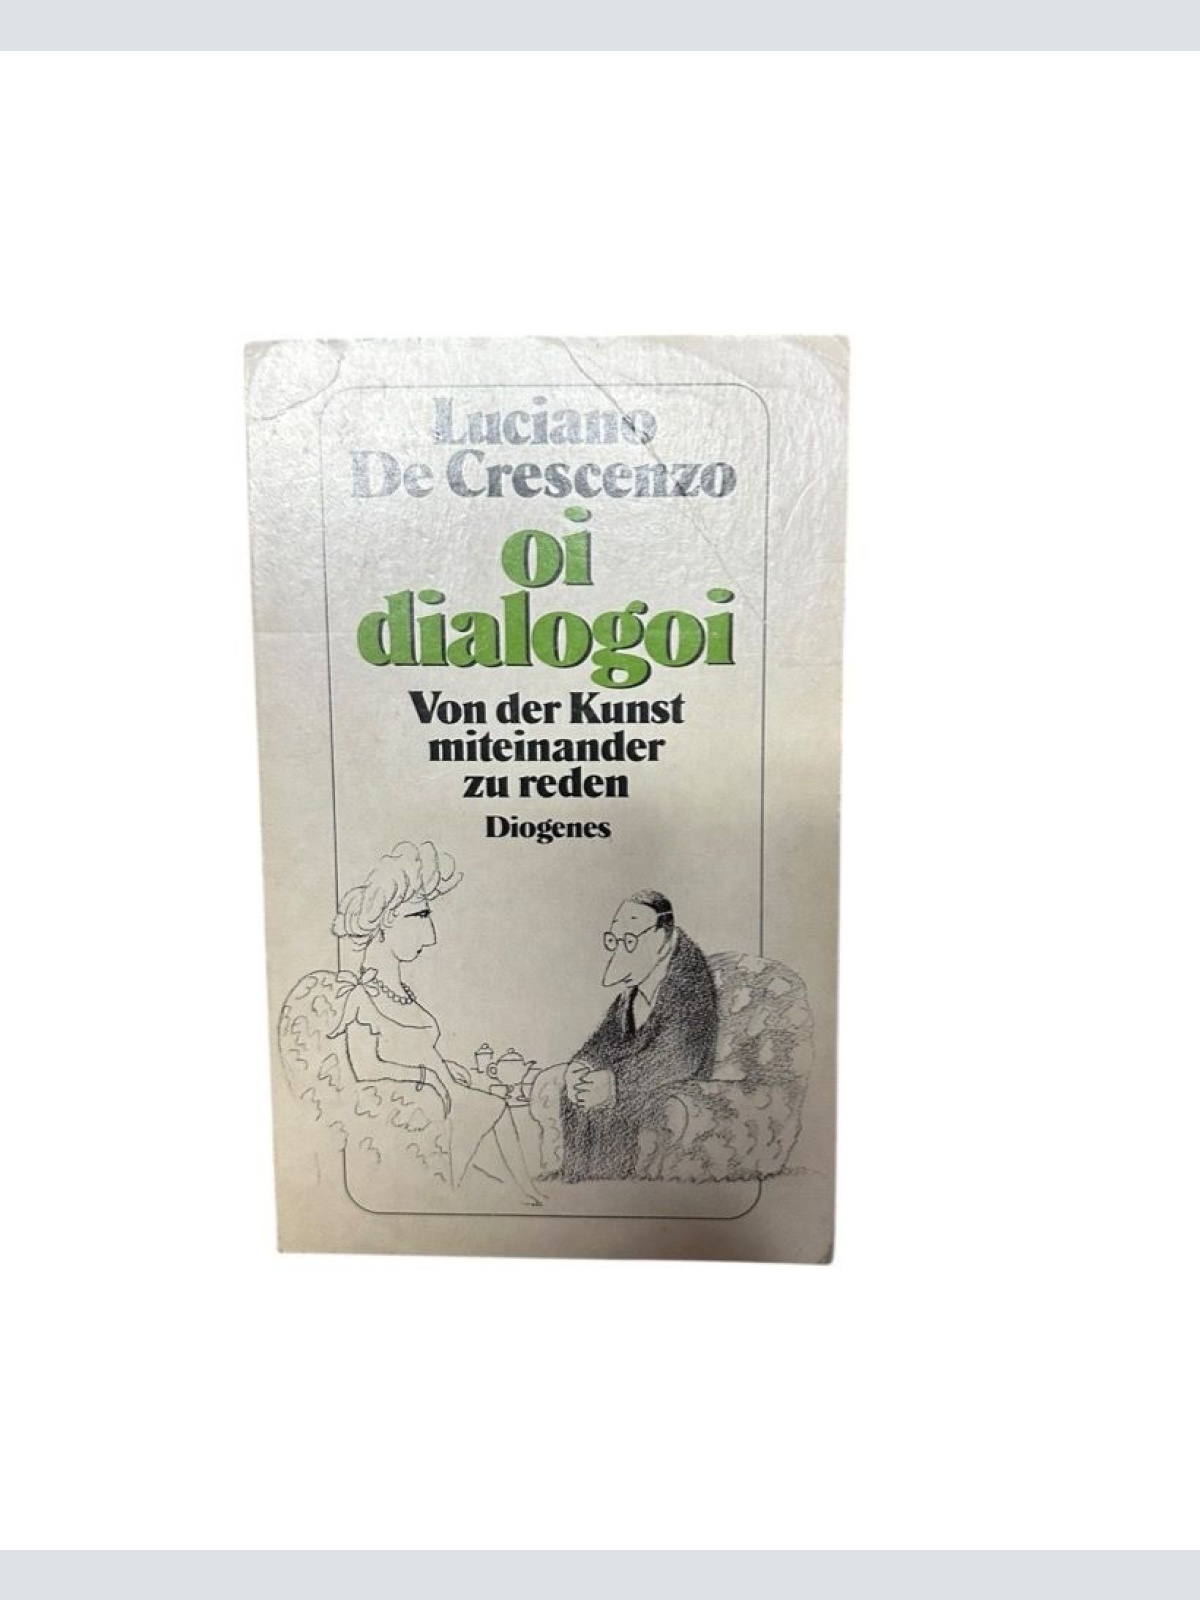 Luciano
De Crescenzo
oi
dialogoi
Von der Kunst
miteinander
zu reden
Diogenes